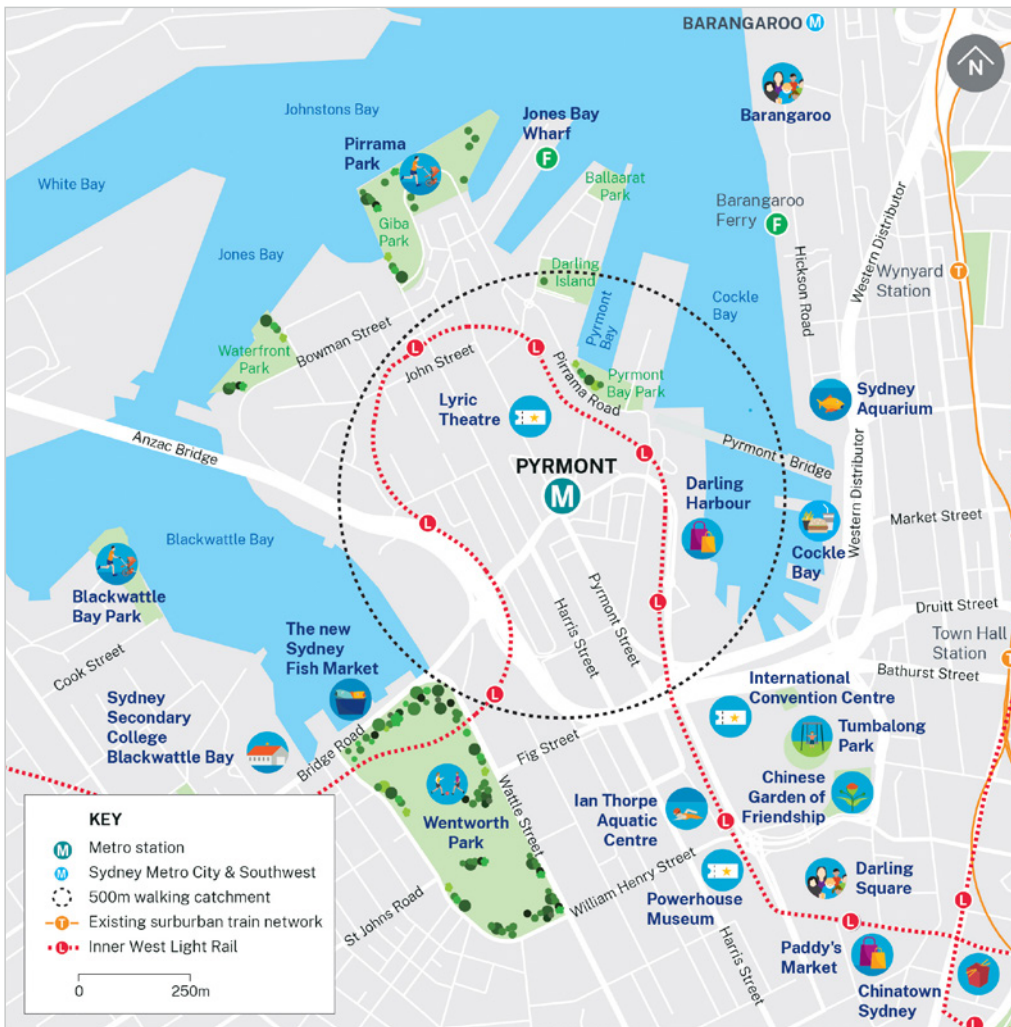 BARANGAROO M
N
Barangaroo
Johnstons Bay
Jones Bay
Wharf
F
Pirrama
Park
White Bay
Ballaarat
Park
Giba
Park
Barangaroo
Ferry
F
Western Distributor
Hickson Road
Wynyard
Station
T
Jones Bay
Darling
Island
Pyrmont
Bay
Cockle
Bay
Waterfront
Park
Bowman Street
John Street
L
L
Pirrama Road
Pyrmont
Bay Park
Sydney
Aquarium
Lyric
Theatre
Anzac Bridge
L
Pyrmont Bridge
PYRMONT
M
Darling
Harbour
Western Distributor
Market Street
L
Cockle
Bay
Blackwattle Bay
Blackwattle
Bay Park
Harris Street
Pyrmont Street
L
Druitt Street
Town Hall
Station
T
Bathurst Street
Cook Street
The new
Sydney
Fish Market
L
International
Convention Centre
Sydney
Secondary
College
Blackwattle Bay
Bridge Road
Fig Street
Tumbalong
Park
Wentworth
Park
Wattle Street
Ian Thorpe
Aquatic
Centre
L
Chinese
Garden of
Friendship
William Henry Street
Powerhouse
Museum
Darling
Square
St Johns Road
Harris Street
L
L
Paddy's
Market
Chinatown
Sydney
L
KEY
M Metro station
M Sydney Metro City & Southwest
500m walking catchment
T Existing surburban train network
L Inner West Light Rail
0 250m